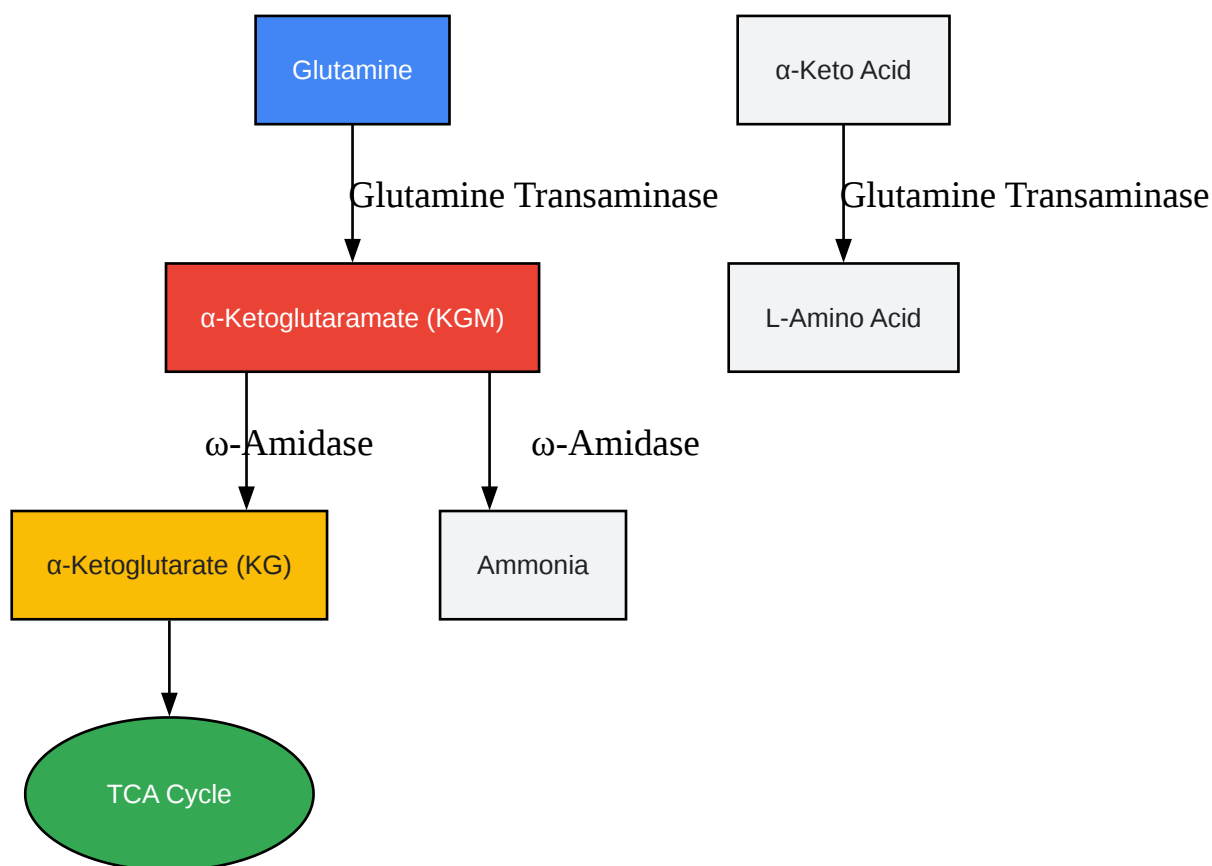 Glutamine
α-Keto Acid
Glutamine Transaminase
Glutamine Transaminase
α-Ketoglutaramate (KGM)
L-Amino Acid
ω-Amidase
ω-Amidase
α-Ketoglutarate (KG)
Ammonia
TCA Cycle